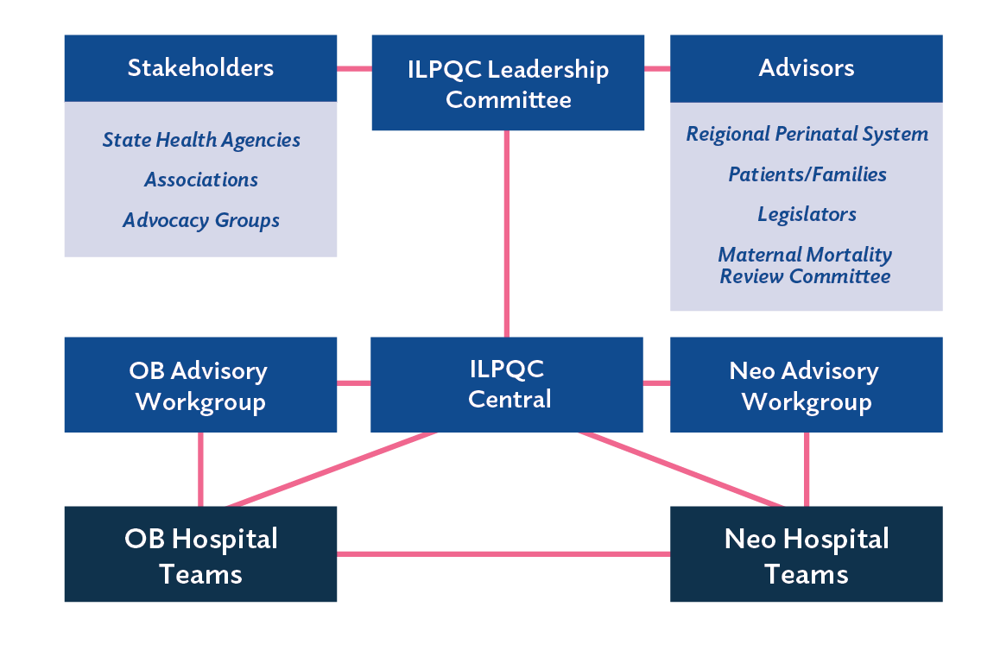 Stakeholders
State Health Agencies
Associations
Advocacy Groups
ILPQC Leadership
Committee
Advisors
Reigional Perinatal System
Patients/Families
Legislators
Maternal Mortality
Review Committee
OB Advisory
Workgroup
ILPQC
Central
Neo Advisory
Workgroup
OB Hospital
Teams
Neo Hospital
Teams